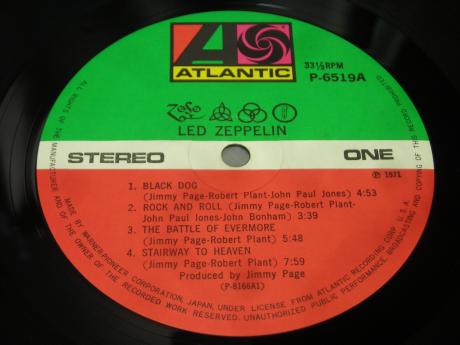 ATLANTIC
33⅓RPM
P-6519A
LED ZEPPELIN
STEREO
ONE
℗ 1971
1. BLACK DOG
(Jimmy Page-Robert Plant-John Paul Jones) 4:53
2. ROCK AND ROLL (Jimmy Page-Robert Plant-
John Paul Jones-John Bonham) 3:39
3. THE BATTLE OF EVERMORE
(Jimmy Page-Robert Plant) 5:48
4. STAIRWAY TO HEAVEN
(Jimmy Page-Robert Plant) 7:59
Produced by Jimmy Page
(P-8166A1)
ALL RIGHTS OF THE MANUFACTURER AND OF THE OWNER OF THE RECORDED WORK RESERVED. UNAUTHORIZED PUBLIC PERFORMANCE, BROADCASTING AND COPYING OF THIS RECORD PROHIBITED
MADE BY WARNER-PIONEER CORPORATION, JAPAN, UNDER LICENSE FROM ATLANTIC RECORDING CORP., U.S.A.